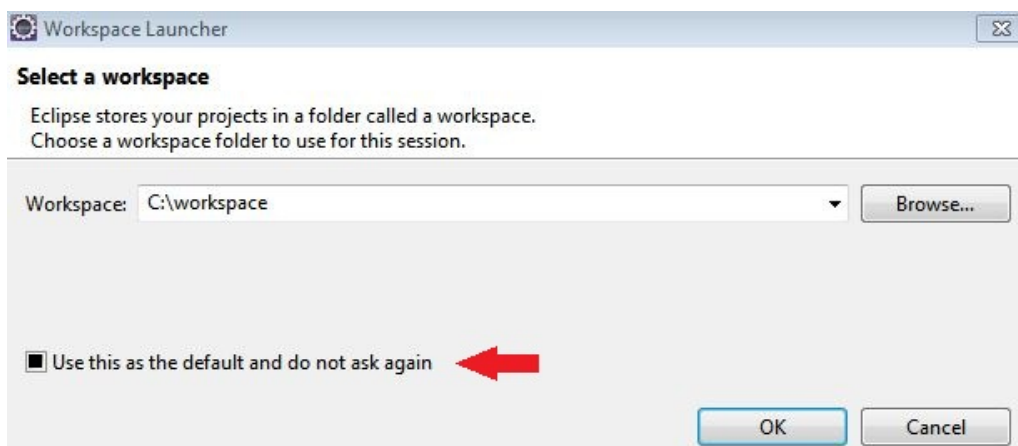 Workspace Launcher
Select a workspace
Eclipse stores your projects in a folder called a workspace.
Choose a workspace folder to use for this session.
Workspace: C:\workspace Browse...
Use this as the default and do not ask again
OK Cancel